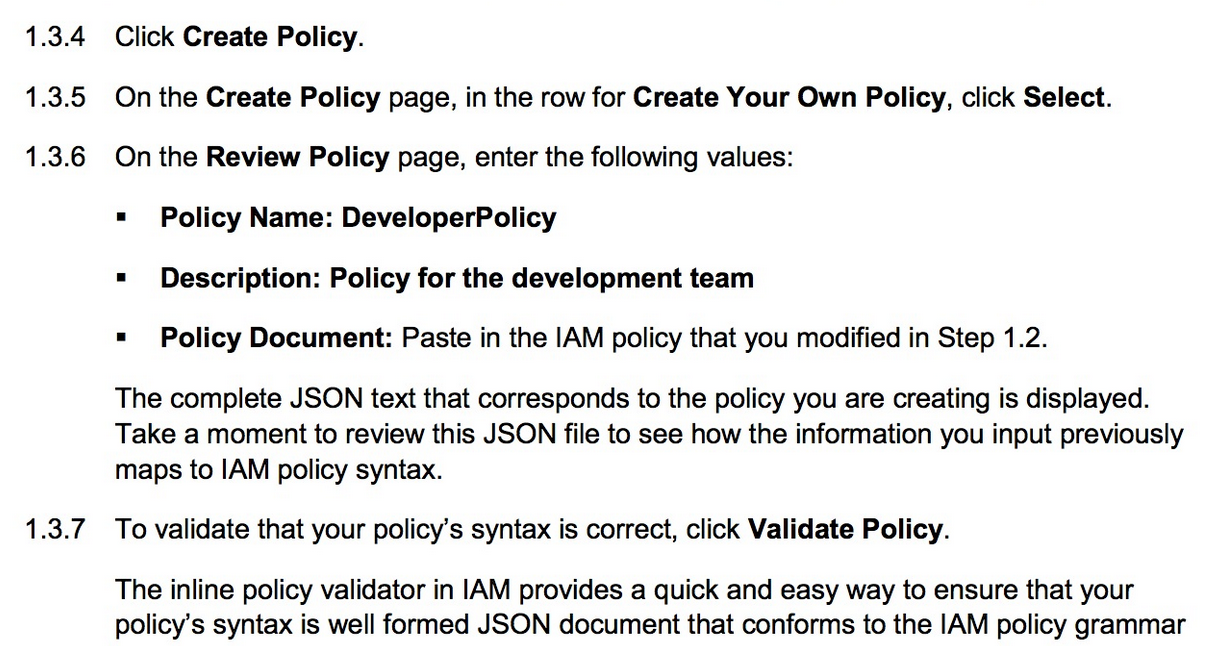 1.3.4 Click Create Policy.
1.3.5 On the Create Policy page, in the row for Create Your Own Policy, click Select.
1.3.6 On the Review Policy page, enter the following values:
▪ Policy Name: DeveloperPolicy
▪ Description: Policy for the development team
▪ Policy Document: Paste in the IAM policy that you modified in Step 1.2.
The complete JSON text that corresponds to the policy you are creating is displayed.
Take a moment to review this JSON file to see how the information you input previously
maps to IAM policy syntax.
1.3.7 To validate that your policy’s syntax is correct, click Validate Policy.
The inline policy validator in IAM provides a quick and easy way to ensure that your
policy’s syntax is well formed JSON document that conforms to the IAM policy grammar